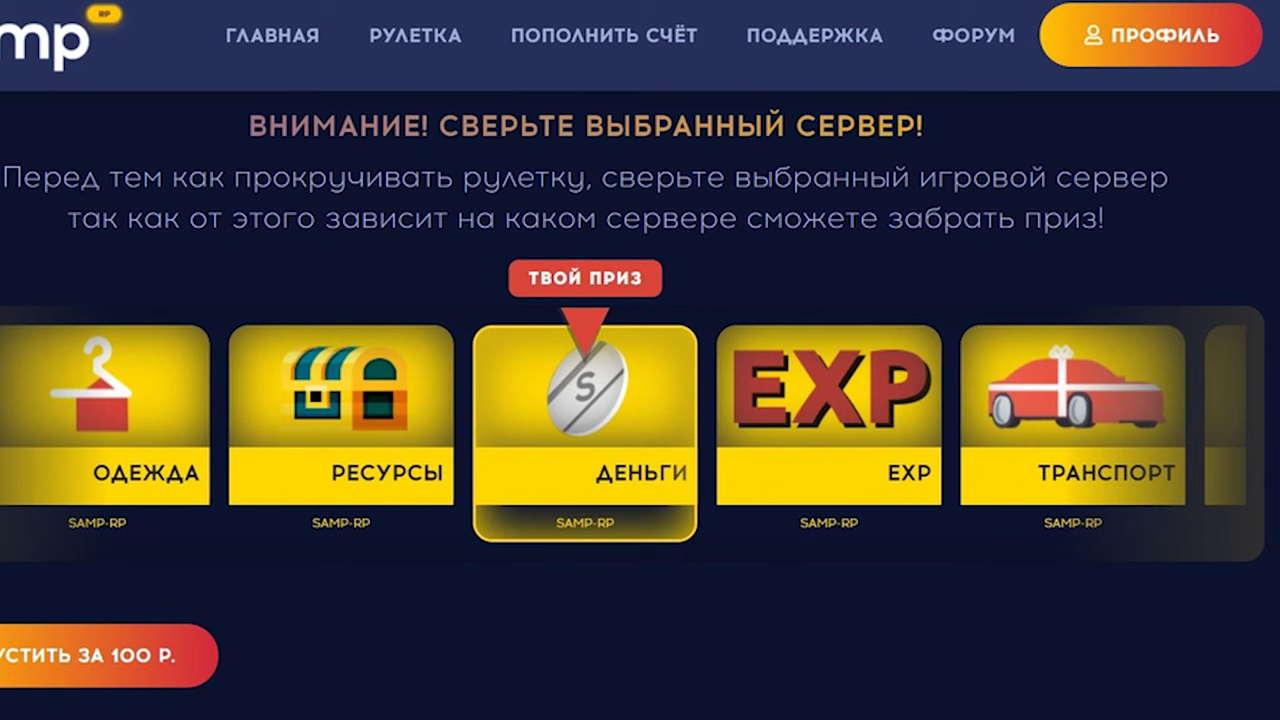 mp
RP
ГЛАВНАЯ
РУЛЕТКА
ПОПОЛНИТЬ СЧЁТ
ПОДДЕРЖКА
ФОРУМ
ПРОФИЛЬ
ВНИМАНИЕ! СВЕРЬТЕ ВЫБРАННЫЙ СЕРВЕР!
Перед тем как прокручивать рулетку, сверьте выбранный игровой сервер
так как от этого зависит на каком сервере сможете забрать приз!
ТВОЙ ПРИЗ
S
EXP
ОДЕЖДА
РЕСУРСЫ
ДЕНЬГИ
EXP
ТРАНСПОРТ
SAMP-RP
SAMP-RP
SAMP-RP
SAMP-RP
SAMP-RP
УСТИТЬ ЗА 100 Р.